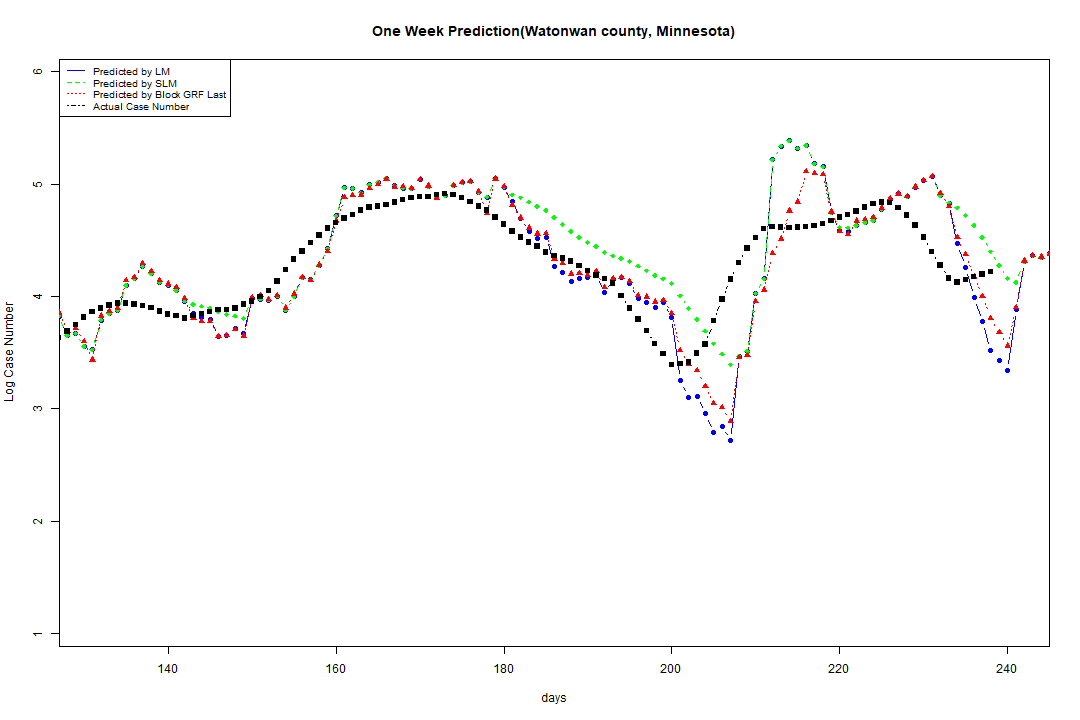 One Week Prediction(Watonwan county, Minnesota)
Predicted by LM
Predicted by SLM
Predicted by Block GRF Last
Actual Case Number
6
5
4
3
2
1
Log Case Number
140 160 180 200 220 240
days